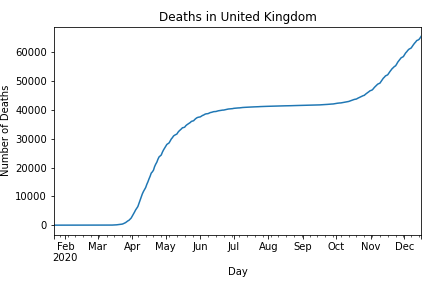 Deaths in United Kingdom
Number of Deaths
60000
50000
40000
30000
20000
10000
0
Feb Mar Apr May Jun Jul Aug Sep Oct Nov Dec
2020
Day